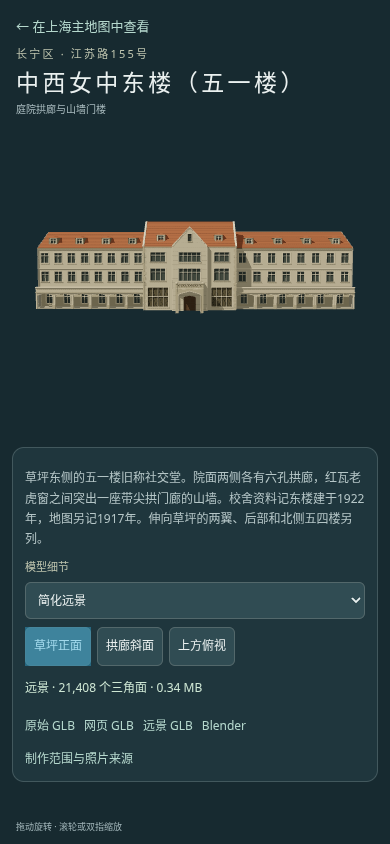 ← 在上海主地图中查看
长宁区 · 江苏路155号
中西女中东楼（五一楼）
庭院拱廊与山墙门楼
草坪东侧的五一楼旧称社交堂。院面两侧各有六孔拱廊，红瓦老
虎窗之间突出一座带尖拱门廊的山墙。校舍资料记东楼建于1922
年，地图另记1917年。伸向草坪的两翼、后部和北侧五四楼另
列。
模型细节
简化远景
草坪正面 拱廊斜面 上方俯视
远景 · 21,408 个三角面 · 0.34 MB
原始 GLB 网页 GLB 远景 GLB Blender
制作范围与照片来源
拖动旋转 · 滚轮或双指缩放